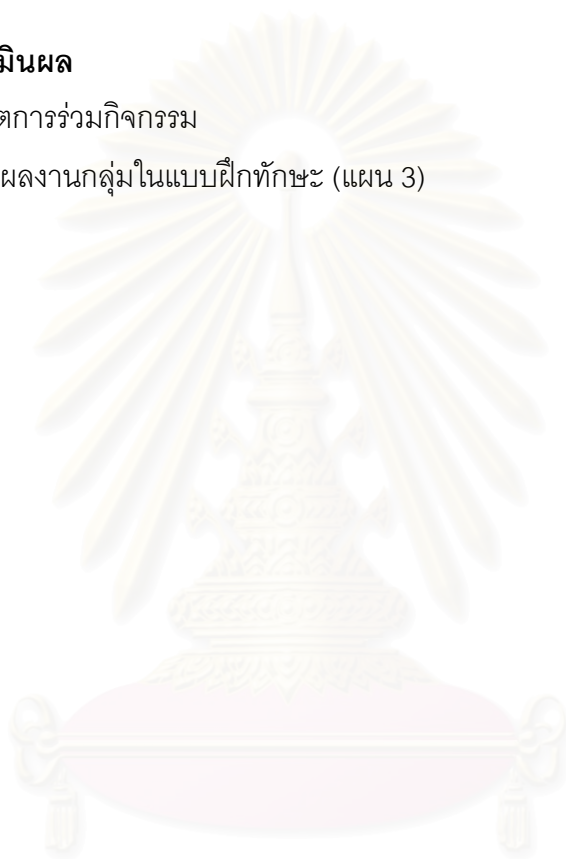 มินผล
ตการร่วมกิจกรรม
ผลงานกลุ่มในแบบฝึกทักษะ (แผน 3)